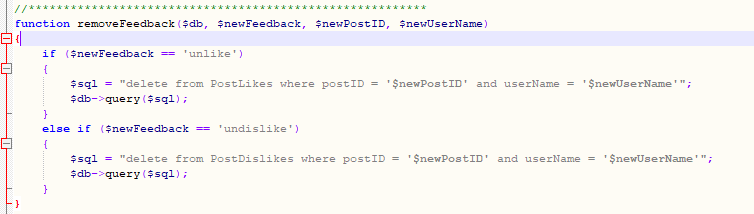 //*********************************************************
function removeFeedback($db, $newFeedback, $newPostID, $newUserName)
{
if ($newFeedback == 'unlike')
{
$sql = "delete from PostLikes where postID = '$newPostID' and userName = '$newUserName'";
$db->query($sql);
}
else if ($newFeedback == 'undislike')
{
$sql = "delete from PostDislikes where postID = '$newPostID' and userName = '$newUserName'";
$db->query($sql);
}
}